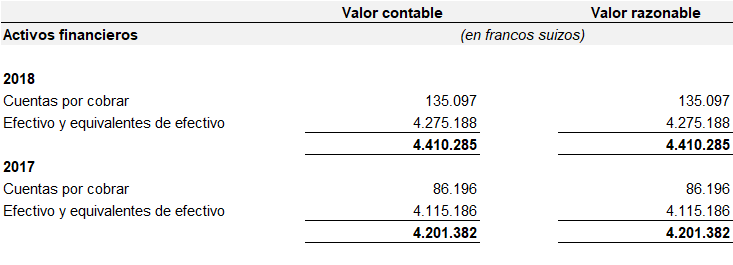 Valor contable Valor razonable
Activos financieros (en francos suizos)
2018
Cuentas por cobrar 135.097 135.097
Efectivo y equivalentes de efectivo 4.275.188 4.275.188
4.410.285 4.410.285
2017
Cuentas por cobrar 86.196 86.196
Efectivo y equivalentes de efectivo 4.115.186 4.115.186
4.201.382 4.201.382